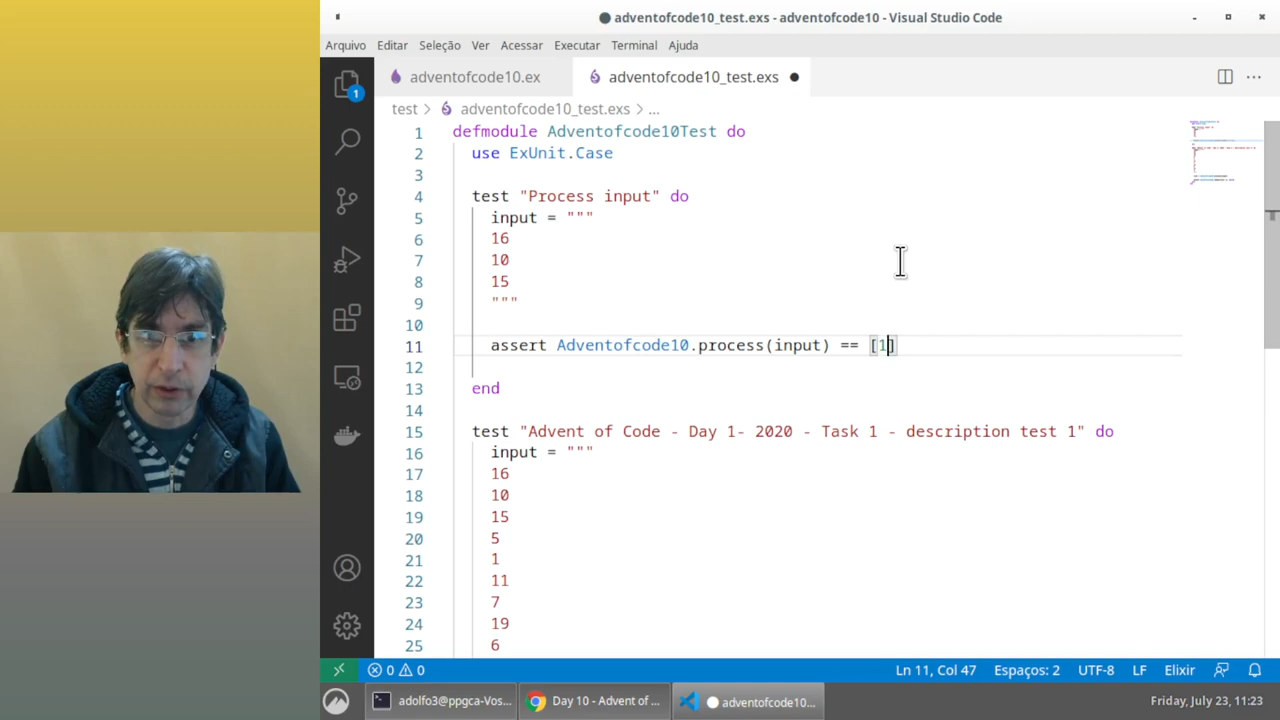 adventofcode10_test.exs - adventofcode10 - Visual Studio Code
Arquivo Editar Seleção Ver Acessar Executar Terminal Ajuda
adventofcode10.ex adventofcode10_test.exs
test > adventofcode10_test.exs > ...
1 defmodule Adventofcode10Test do
2 use ExUnit.Case
3
4 test "Process input" do
5 input = """
6 16
7 10
8 15
9 """
10
11 assert Adventofcode10.process(input) == [1]
12
13 end
14
15 test "Advent of Code - Day 1- 2020 - Task 1 - description test 1" do
16 input = """
17 16
18 10
19 15
20 5
21 1
22 11
23 7
24 19
25 6
1
0 0 Ln 11, Col 47 Espaços: 2 UTF-8 LF Elixir
adolfo3@ppgca-Vos... Day 10 - Advent of ... adventofcode10... Friday, July 23, 11:23